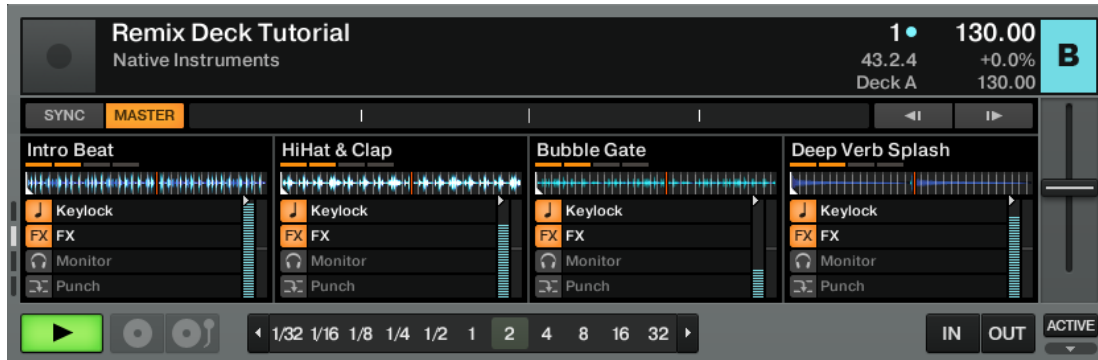 Remix Deck Tutorial
Native Instruments
1
130.00
43.2.4
+0.0%
Deck A
130.00
B
SYNC MASTER
Intro Beat
HiHat & Clap
Bubble Gate
Deep Verb Splash
Keylock
Keylock
Keylock
Keylock
FX FX
FX FX
FX FX
FX FX
Monitor
Monitor
Monitor
Monitor
Punch
Punch
Punch
Punch
1/32 1/16 1/8 1/4 1/2 1 2 4 8 16 32
IN OUT
ACTIVE